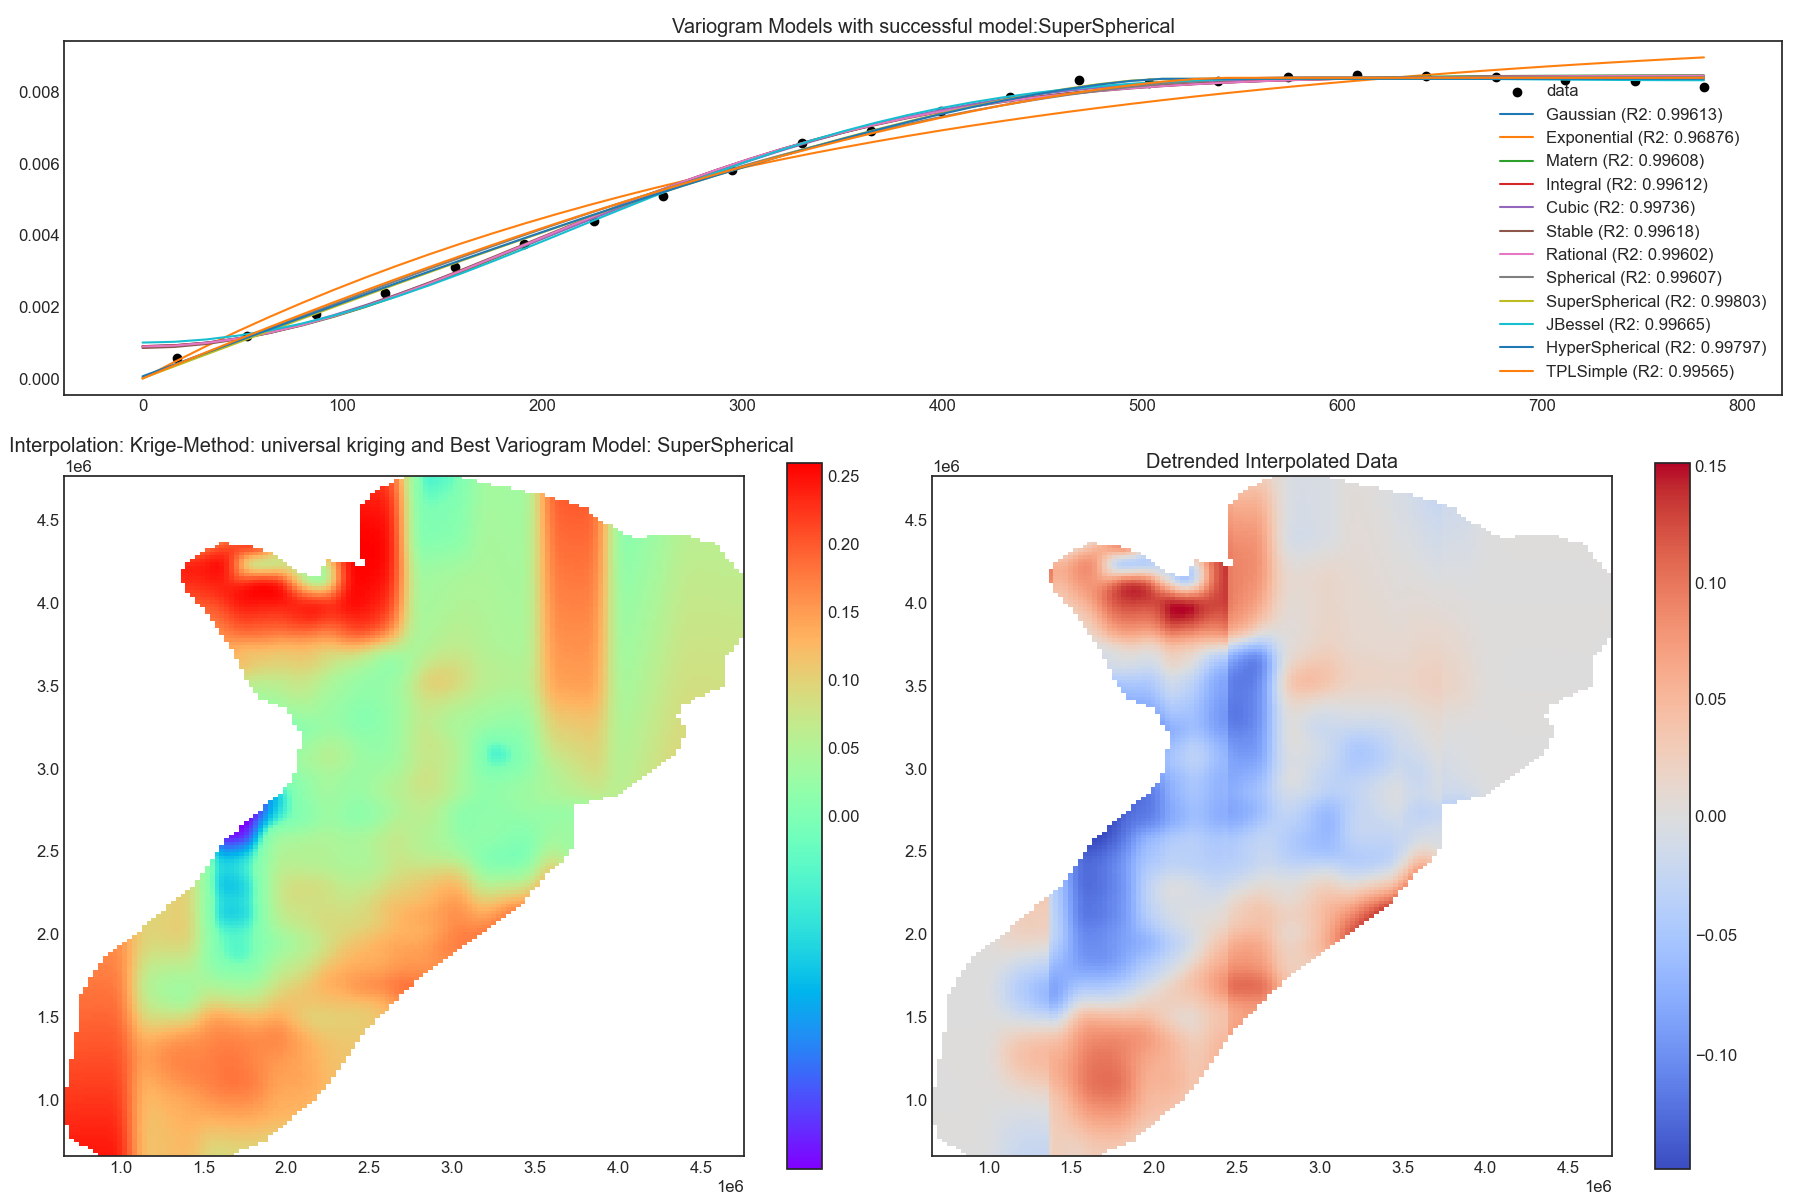 Variogram Models with successful model:SuperSpherical
0.008
0.006
0.004
0.002
0.000
data
Gaussian (R2: 0.99613)
Exponential (R2: 0.96876)
Matern (R2: 0.99608)
Integral (R2: 0.99612)
Cubic (R2: 0.99736)
Stable (R2: 0.99618)
Rational (R2: 0.99602)
Spherical (R2: 0.99607)
SuperSpherical (R2: 0.99803)
JBessel (R2: 0.99665)
HyperSpherical (R2: 0.99797)
TPLSimple (R2: 0.99565)
0 100 200 300 400 500 600 700 800
Interpolation: Krige-Method: universal kriging and Best Variogram Model: SuperSpherical
1e6
4.5
4.0
3.5
3.0
2.5
2.0
1.5
1.0
1.0 1.5 2.0 2.5 3.0 3.5 4.0 4.5
1e6
0.25
0.20
0.15
0.10
0.05
0.00
Detrended Interpolated Data
1e6
4.5
4.0
3.5
3.0
2.5
2.0
1.5
1.0
1.0 1.5 2.0 2.5 3.0 3.5 4.0 4.5
1e6
0.15
0.10
0.05
0.00
−0.05
−0.10